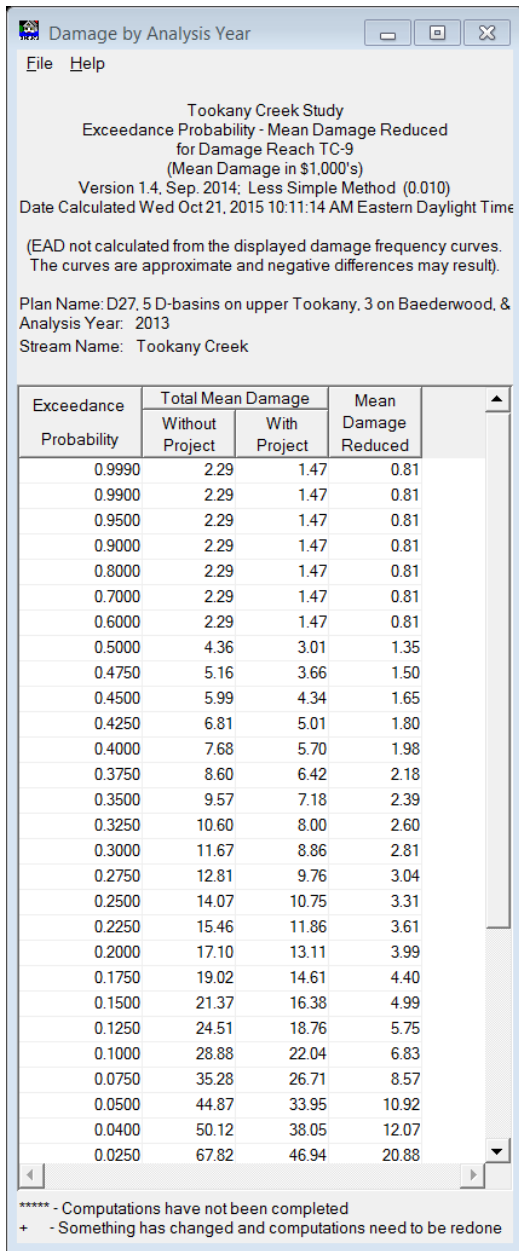 Damage by Analysis Year
File Help
Tookany Creek Study
Exceedance Probability - Mean Damage Reduced
for Damage Reach TC-9
(Mean Damage in $1,000's)
Version 1.4, Sep. 2014; Less Simple Method (0.010)
Date Calculated Wed Oct 21, 2015 10:11:14 AM Eastern Daylight Time
(EAD not calculated from the displayed damage frequency curves.
The curves are approximate and negative differences may result).
Plan Name: D27, 5 D-basins on upper Tookany, 3 on Baederwood, &
Analysis Year: 2013
Stream Name: Tookany Creek
Exceedance Probability
Total Mean Damage
Without Project
With Project
Mean Damage Reduced
0.9990 2.29 1.47 0.81
0.9900 2.29 1.47 0.81
0.9500 2.29 1.47 0.81
0.9000 2.29 1.47 0.81
0.8000 2.29 1.47 0.81
0.7000 2.29 1.47 0.81
0.6000 2.29 1.47 0.81
0.5000 4.36 3.01 1.35
0.4750 5.16 3.66 1.50
0.4500 5.99 4.34 1.65
0.4250 6.81 5.01 1.80
0.4000 7.68 5.70 1.98
0.3750 8.60 6.42 2.18
0.3500 9.57 7.18 2.39
0.3250 10.60 8.00 2.60
0.3000 11.67 8.86 2.81
0.2750 12.81 9.76 3.04
0.2500 14.07 10.75 3.31
0.2250 15.46 11.86 3.61
0.2000 17.10 13.11 3.99
0.1750 19.02 14.61 4.40
0.1500 21.37 16.38 4.99
0.1250 24.51 18.76 5.75
0.1000 28.88 22.04 6.83
0.0750 35.28 26.71 8.57
0.0500 44.87 33.95 10.92
0.0400 50.12 38.05 12.07
0.0250 67.82 46.94 20.88
***** - Computations have not been completed
+ - Something has changed and computations need to be redone